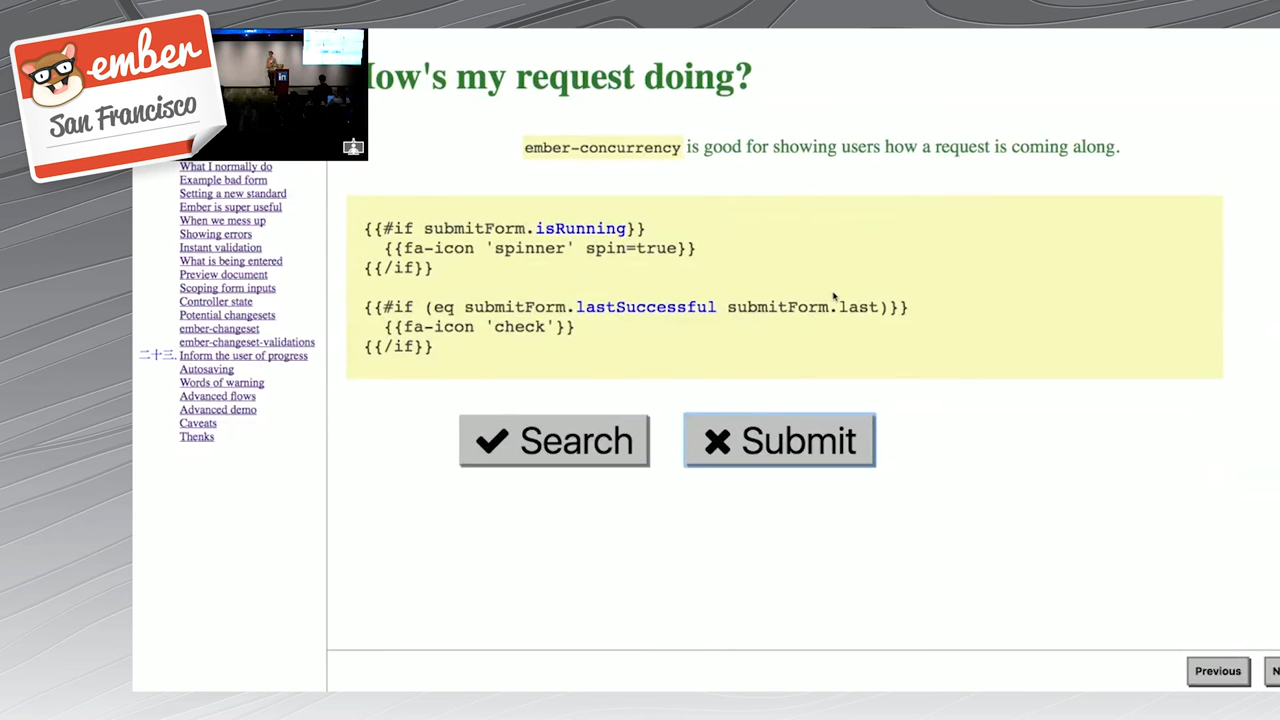 ember
San Francisco
in
How's my request doing?
ember-concurrency is good for showing users how a request is coming along.
What I normally do
Example bad form
Setting a new standard
Ember is super useful
When we mess up
Showing errors
Instant validation
What is being entered
Preview document
Scoping form inputs
Controller state
Potential changesets
ember-changeset
ember-changeset-validations
二十三. Inform the user of progress
Autosaving
Words of warning
Advanced flows
Advanced demo
Caveats
Thenks
{{#if submitForm.isRunning}}
{{fa-icon 'spinner' spin=true}}
{{/if}}
{{#if (eq submitForm.lastSuccessful submitForm.last)}}
{{fa-icon 'check'}}
{{/if}}
Search
Submit
Previous
N